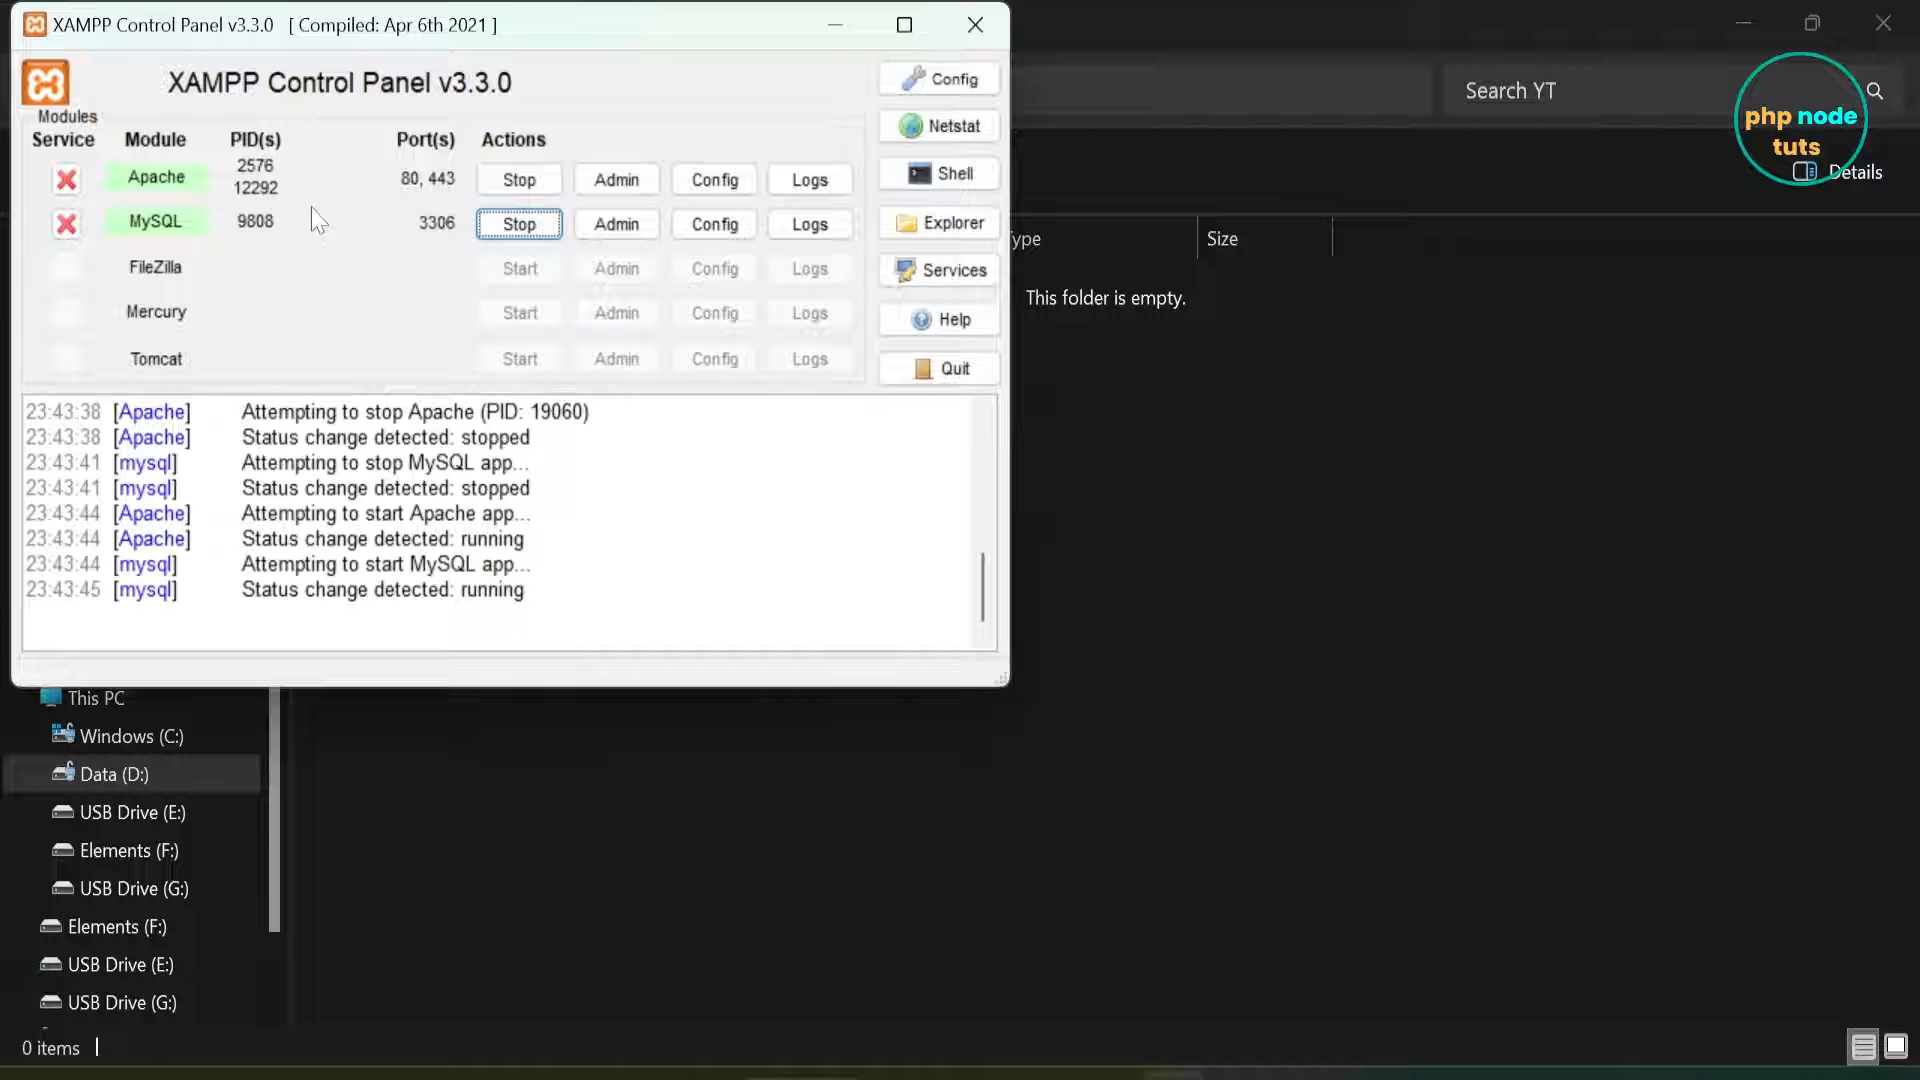 XAMPP Control Panel v3.3.0 [ Compiled: Apr 6th 2021 ]
XAMPP Control Panel v3.3.0
Modules
Service Module PID(s) Port(s) Actions
Apache 2576 12292 80, 443 Stop Admin Config Logs
MySQL 9808 3306 Stop Admin Config Logs
FileZilla Start Admin Config Logs
Mercury Start Admin Config Logs
Tomcat Start Admin Config Logs
Config
Netstat
Shell
Explorer
Services
Help
Quit
23:43:38 [Apache] Attempting to stop Apache (PID: 19060)
23:43:38 [Apache] Status change detected: stopped
23:43:41 [mysql] Attempting to stop MySQL app...
23:43:41 [mysql] Status change detected: stopped
23:43:44 [Apache] Attempting to start Apache app...
23:43:44 [Apache] Status change detected: running
23:43:44 [mysql] Attempting to start MySQL app...
23:43:45 [mysql] Status change detected: running
Search YT
php node
tuts
Details
ype Size
This folder is empty.
This PC
Windows (C:)
Data (D:)
USB Drive (E:)
Elements (F:)
USB Drive (G:)
Elements (F:)
USB Drive (E:)
USB Drive (G:)
0 items